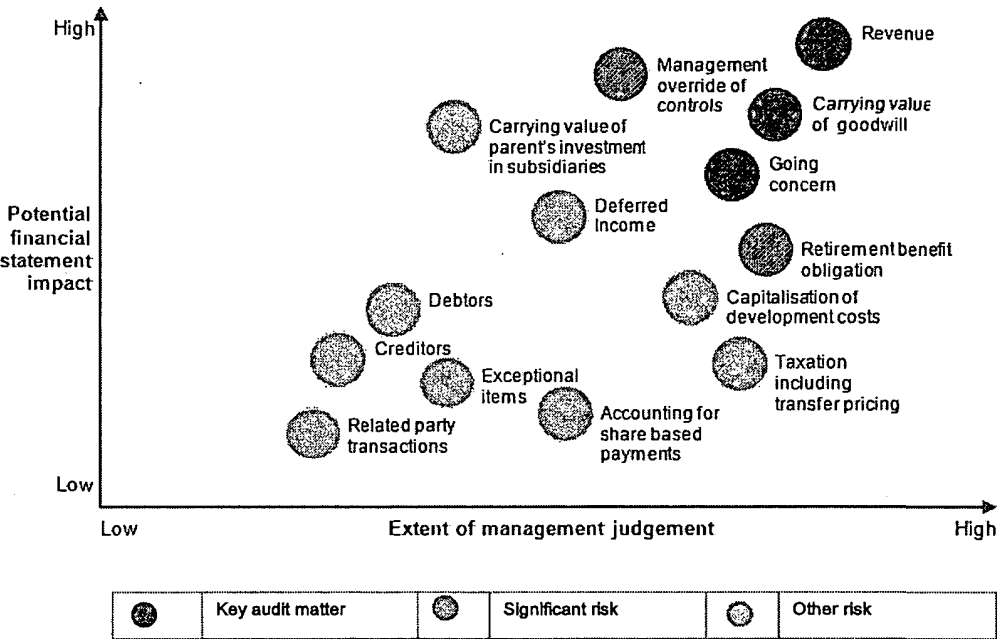 High
Revenue
Management
override of
controls
Carrying value
of goodwill
Carrying value of
parent's investment
in subsidiaries
Going
concern
Deferred
Income
Potential
financial
statement
impact
Retirement benefit
obligation
Debtors
Capitalisation of
development costs
Creditors
Exceptional
items
Taxation
including
transfer pricing
Related party
transactions
Accounting for
share based
payments
Low
Low
Extent of management judgement
High
Key audit matter
Significant risk
Other risk